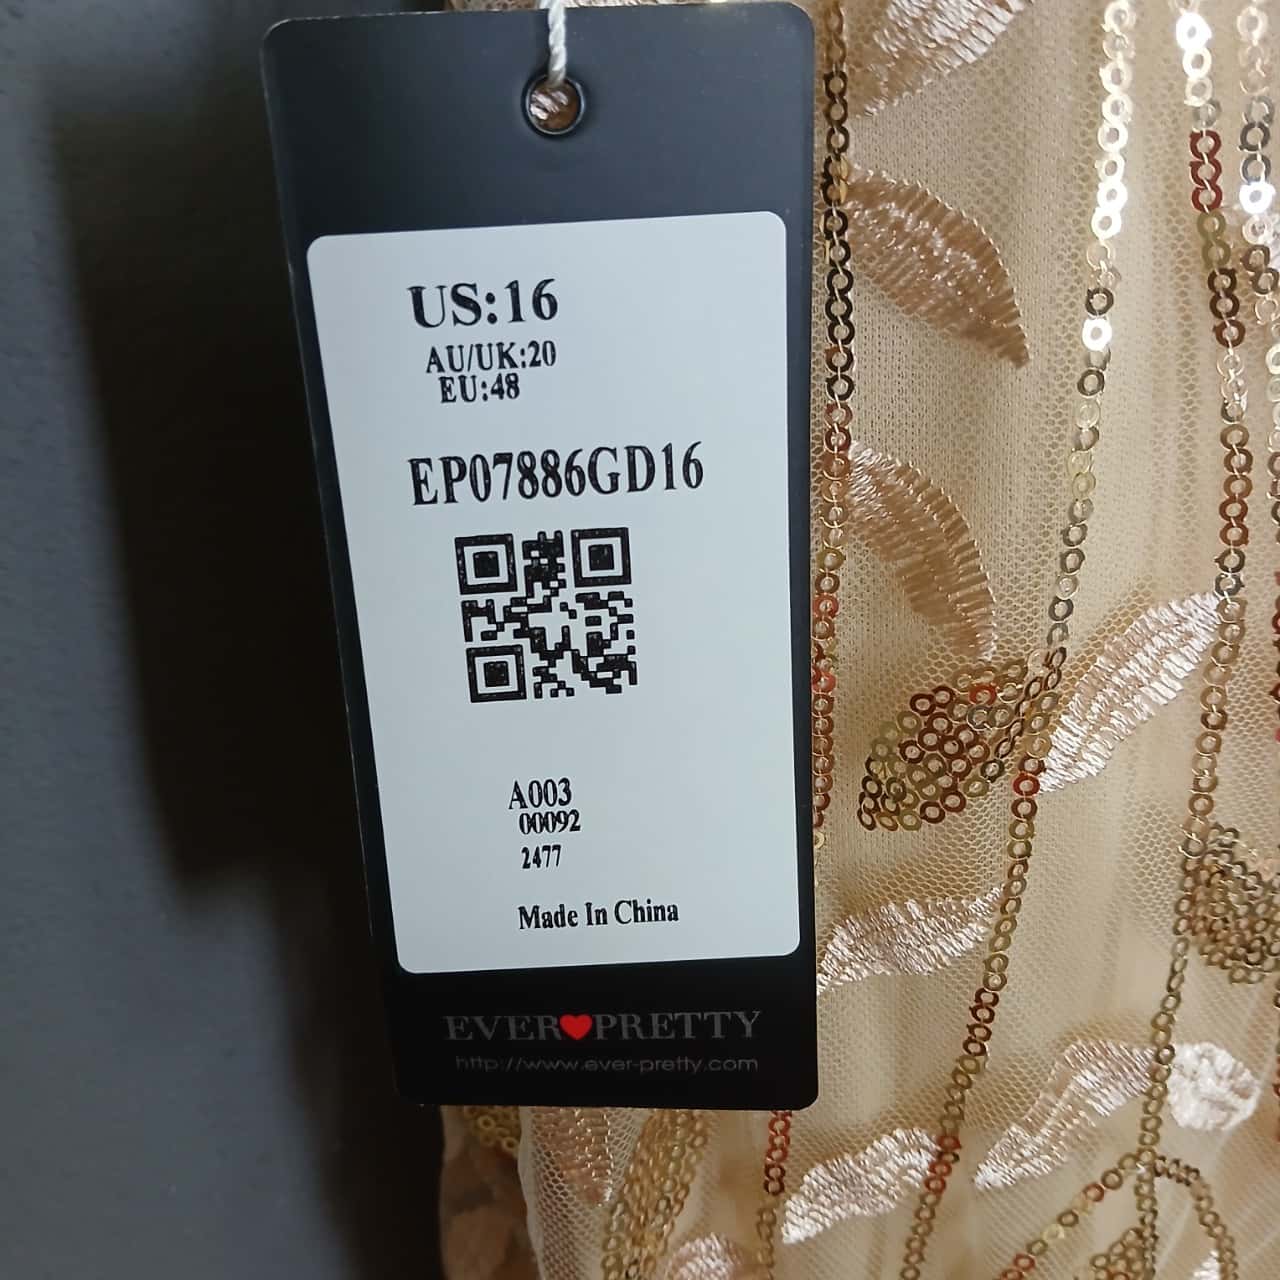 US:16
AU/UK:20
EU:48
EP07886GD16
A003
00092
2477
Made In China
EVER❤PRETTY
http://www.ever-pretty.com